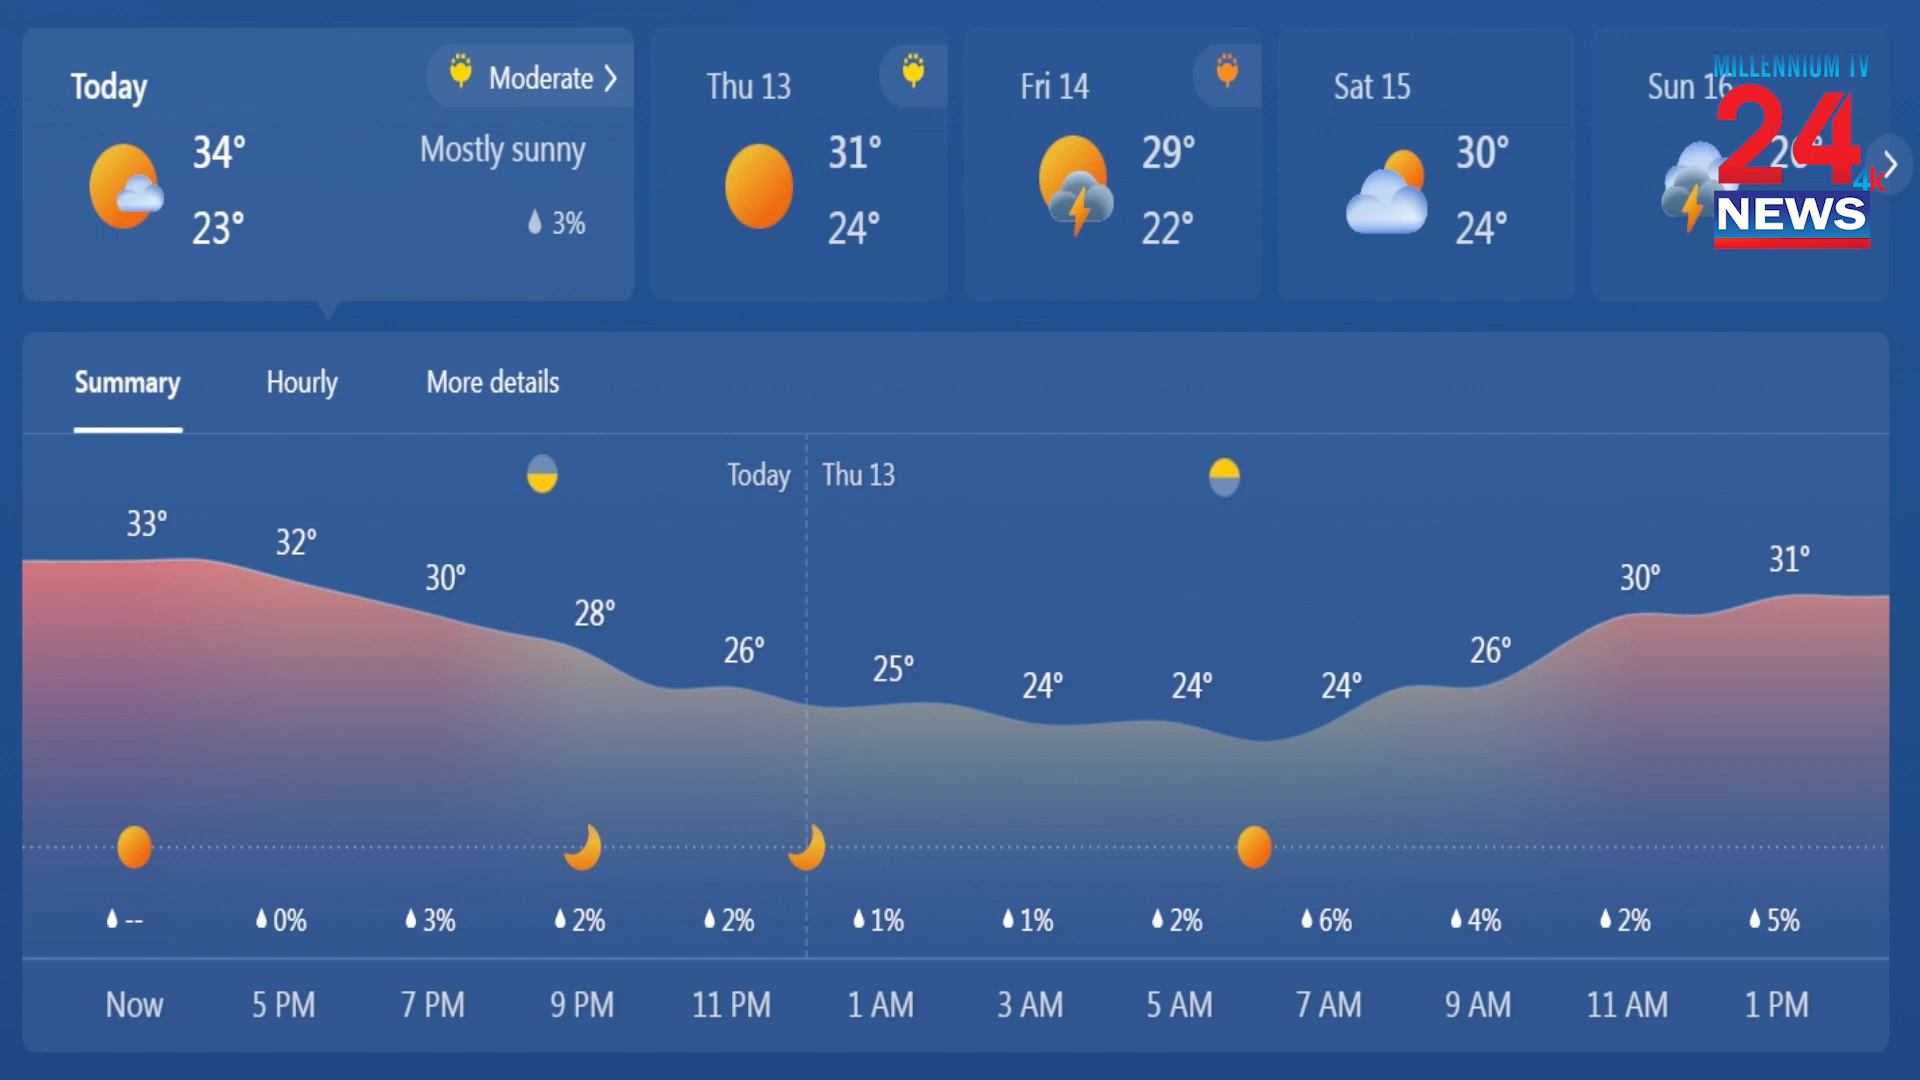 Today
Moderate
34°
Mostly sunny
23°
3%
Thu 13
31°
24°
Fri 14
29°
22°
Sat 15
30°
24°
Sun 16
MILLENNIUM TV
24
4k
NEWS
Summary Hourly More details
Today Thu 13
33° 32° 30° 28° 26° 25° 24° 24° 24° 26° 30° 31°
-- 0% 3% 2% 2% 1% 1% 2% 6% 4% 2% 5%
Now 5 PM 7 PM 9 PM 11 PM 1 AM 3 AM 5 AM 7 AM 9 AM 11 AM 1 PM